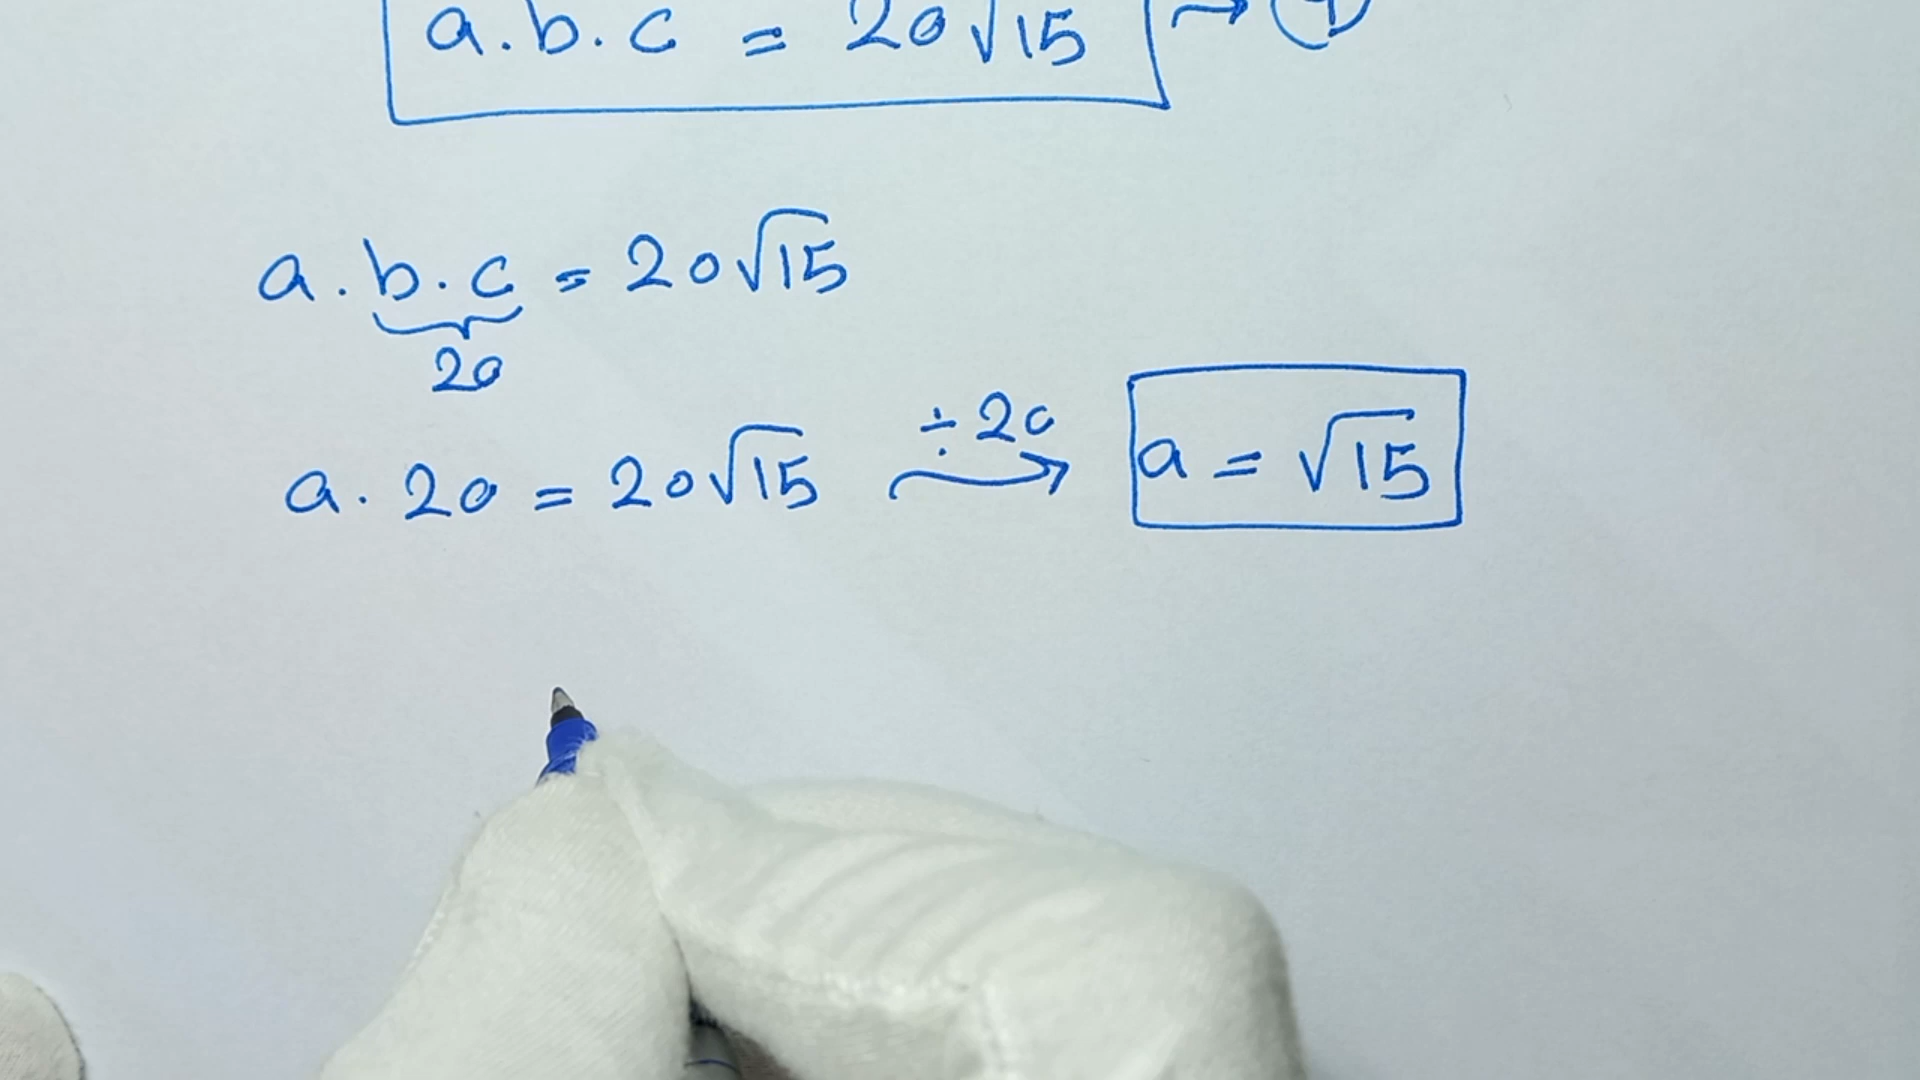 a.b.c = 20√15 →
a.b.c = 20√15
20
a. 20 = 20√15 ÷20 → a = √15